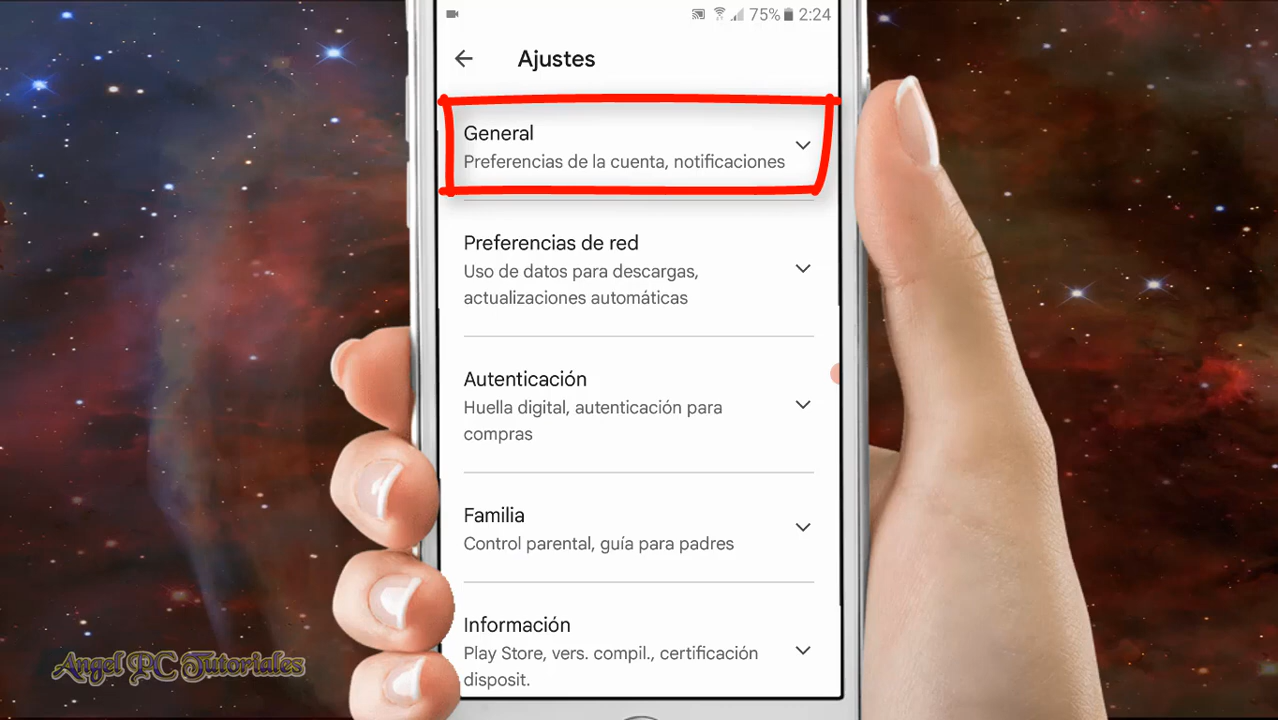 75% 2:24
Ajustes
General
Preferencias de la cuenta, notificaciones
Preferencias de red
Uso de datos para descargas,
actualizaciones automáticas
Autenticación
Huella digital, autenticación para
compras
Familia
Control parental, guía para padres
Información
Play Store, vers. compil., certificación
disposit.
Angel PC Tutoriales